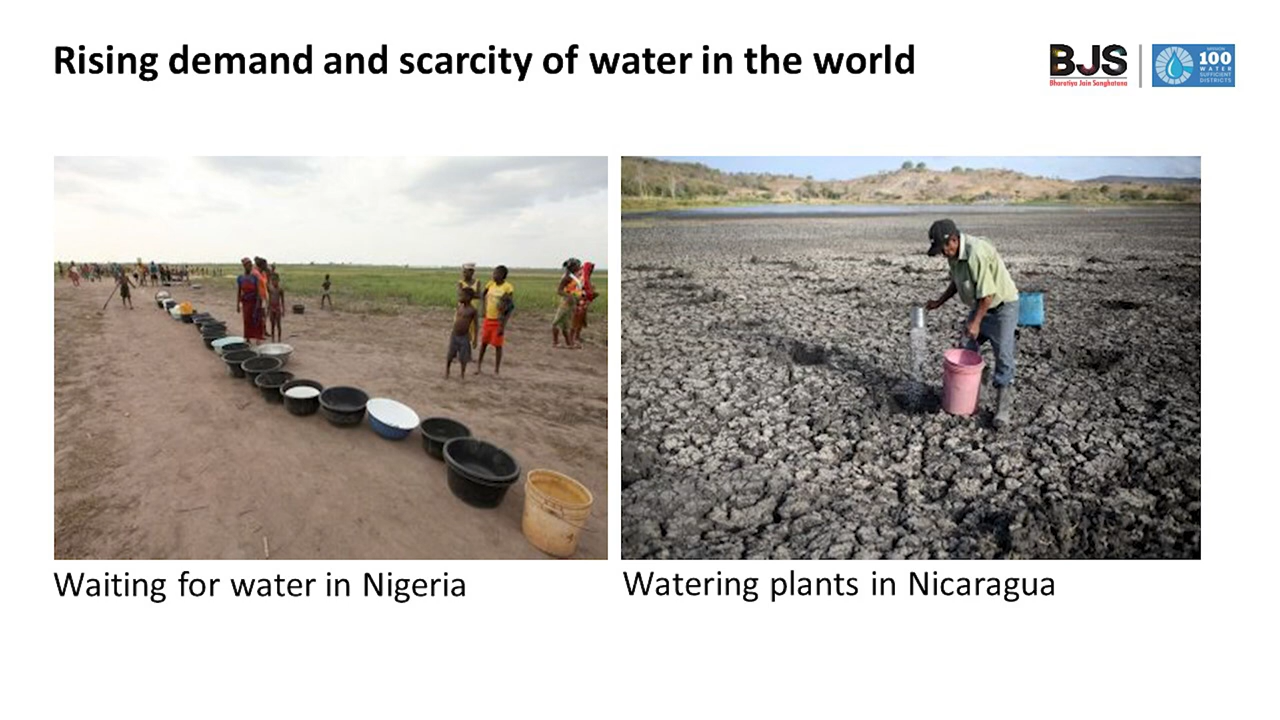 Rising demand and scarcity of water in the world
BJS
Bharatiya Jain Sanghatana
MISSION
100
WATER
SUFFICIENT
DISTRICTS
Waiting for water in Nigeria
Watering plants in Nicaragua